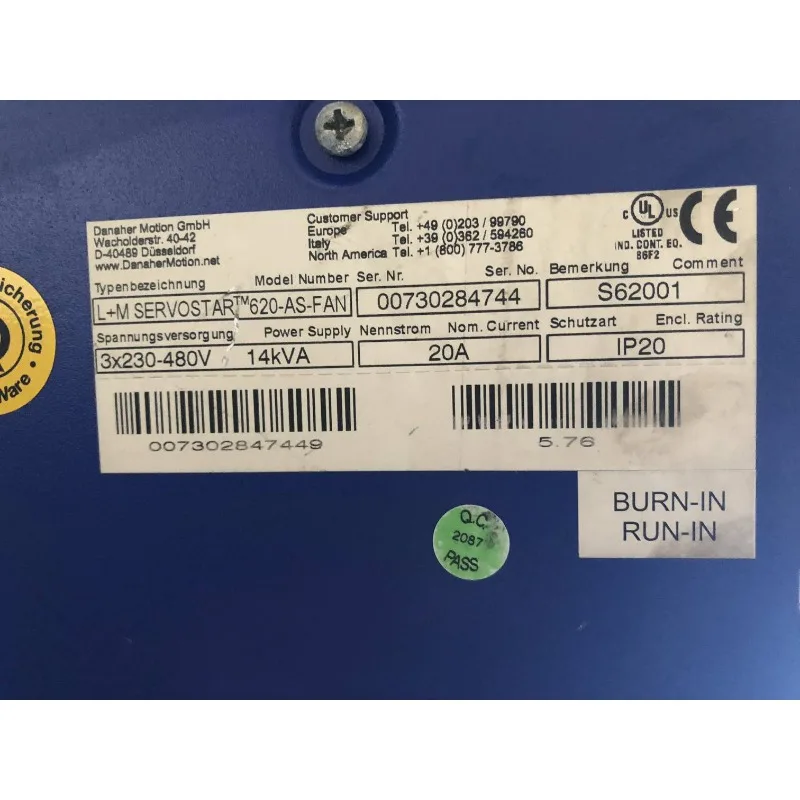 Danaher Motion GmbH
Wacholderstr. 40-42
D-40489 Düsseldorf
www.DanaherMotion.net
Customer Support
Europe Tel. +49 (0)203 / 99790
Italy Tel. +39 (0)362 / 594260
North America Tel. +1 (800) 777-3786
C UL US
LISTED
IND. CONT. EQ.
86F2
CE
Typenbezeichnung Model Number
L+M SERVOSTAR™620-AS-FAN
Ser. Nr. Ser. No.
00730284744
Bemerkung Comment
S62001
Spannungsversorgung Power Supply
3x230-480V 14kVA
Nennstrom Nom. Current
20A
Schutzart Encl. Rating
IP20
007302847449
5.76
BURN-IN
RUN-IN
Q.C.
2087
PASS